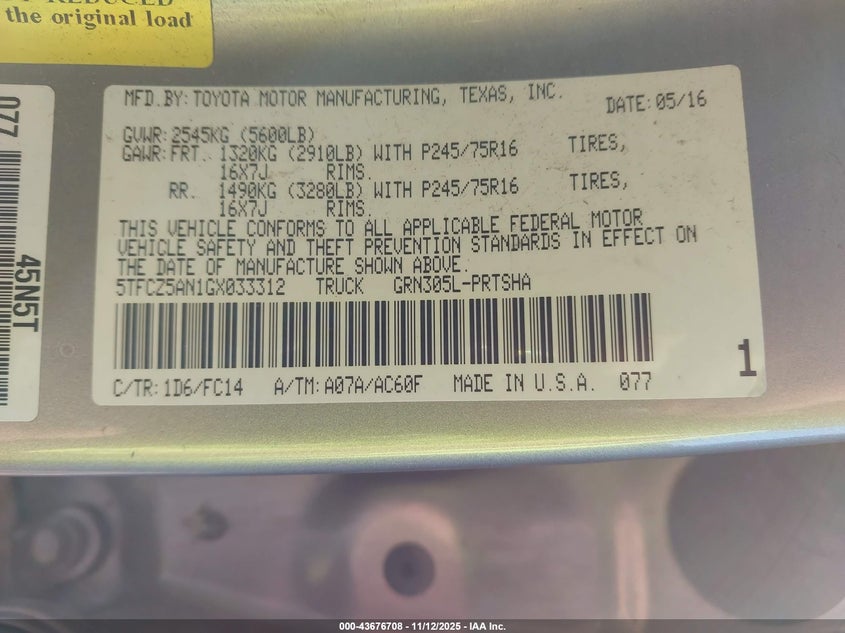 REDUCED
the original load
077
45N5T
MFD.BY:TOYOTA MOTOR MANUFACTURING, TEXAS, INC. DATE:05/16
GVWR:2545KG (5600LB)
GAWR:FRT. 1320KG (2910LB) WITH P245/75R16 TIRES,
16X7J RIMS.
RR. 1490KG (3280LB) WITH P245/75R16 TIRES,
16X7J RIMS.
THIS VEHICLE CONFORMS TO ALL APPLICABLE FEDERAL MOTOR
VEHICLE SAFETY AND THEFT PREVENTION STANDARDS IN EFFECT ON
THE DATE OF MANUFACTURE SHOWN ABOVE.
5TFCZ5AN1GX033312 TRUCK GRN305L-PRTSHA
C/TR:1D6/FC14 A/TM:A07A/AC60F MADE IN U.S.A. 077
1
000-43676708 - 11/12/2025 - IAA Inc.